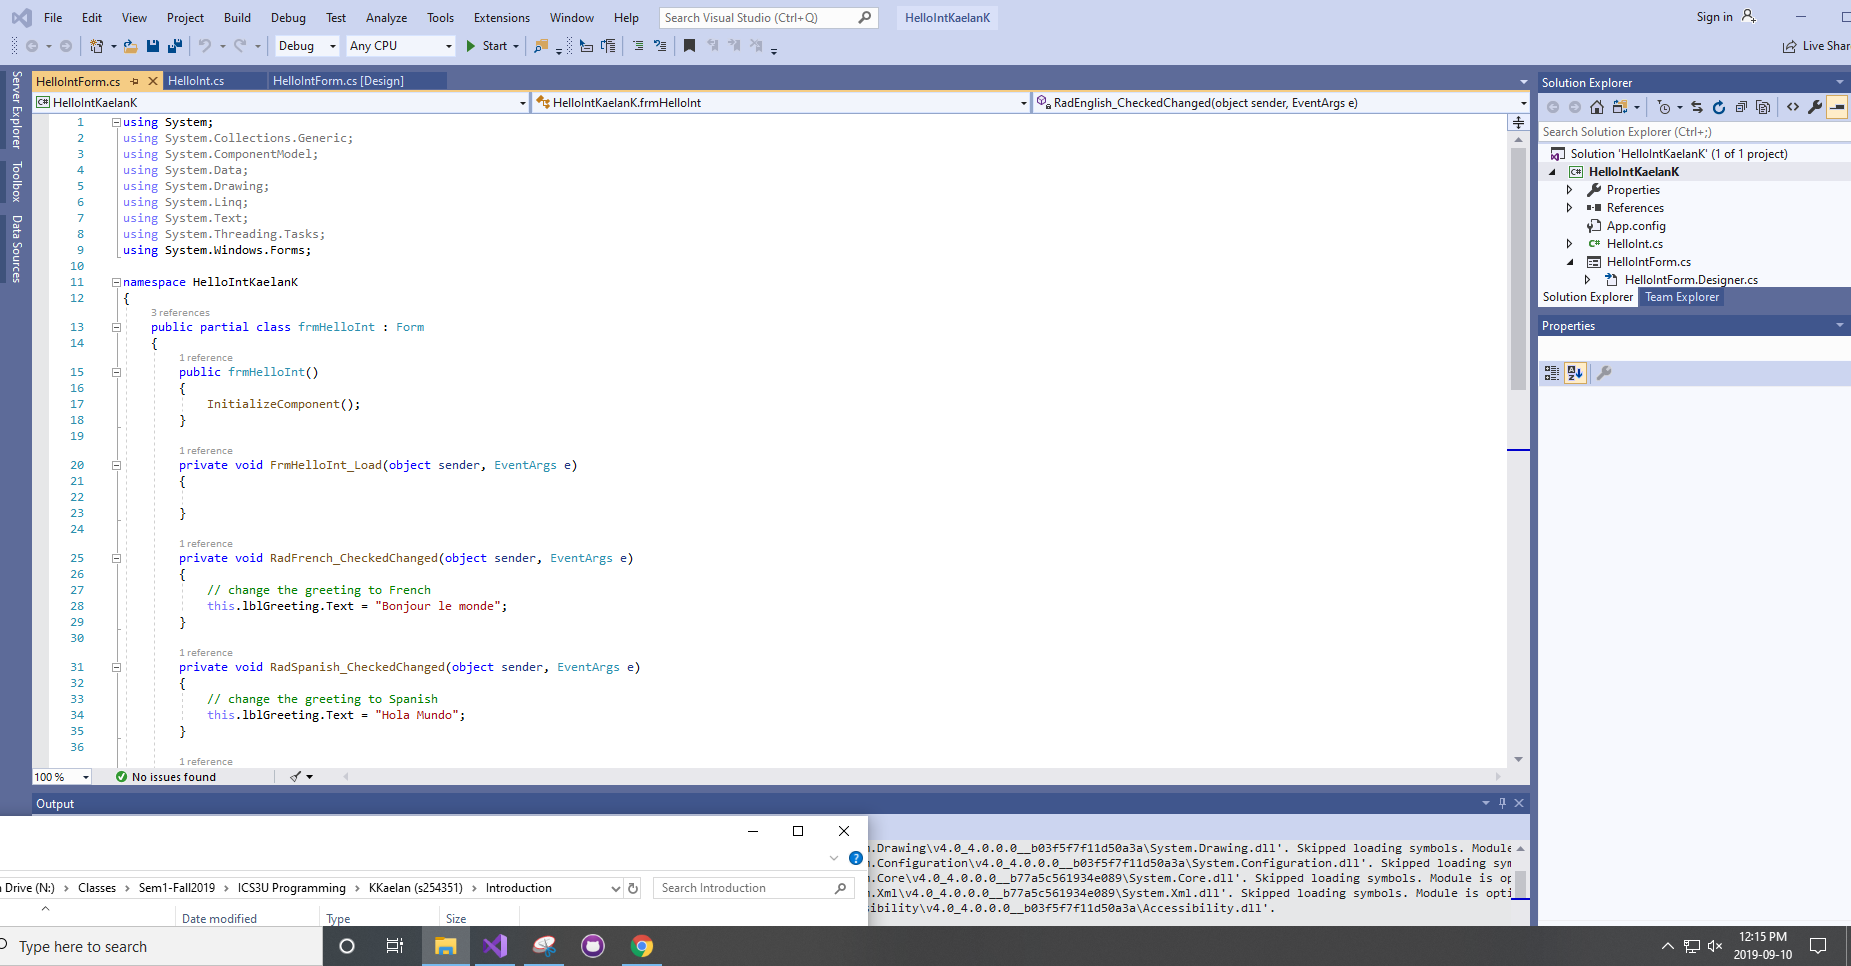 File Edit View Project Build Debug Test Analyze Tools Extensions Window Help Search Visual Studio (Ctrl+Q) HelloIntKaelanK Sign in
Debug Any CPU Start Live Shar
HelloIntForm.cs HelloInt.cs HelloIntForm.cs [Design]
HelloIntKaelanK HelloIntKaelanK.frmHelloInt RadEnglish_CheckedChanged(object sender, EventArgs e)
Server Explorer
Toolbox
Data Sources
1 using System;
2 using System.Collections.Generic;
3 using System.ComponentModel;
4 using System.Data;
5 using System.Drawing;
6 using System.Linq;
7 using System.Text;
8 using System.Threading.Tasks;
9 using System.Windows.Forms;
10
11 namespace HelloIntKaelanK
12 {
3 references
13 public partial class frmHelloInt : Form
14 {
1 reference
15 public frmHelloInt()
16 {
17 InitializeComponent();
18 }
19
1 reference
20 private void FrmHelloInt_Load(object sender, EventArgs e)
21 {
22
23 }
24
1 reference
25 private void RadFrench_CheckedChanged(object sender, EventArgs e)
26 {
27 // change the greeting to French
28 this.lblGreeting.Text = "Bonjour le monde";
29 }
30
1 reference
31 private void RadSpanish_CheckedChanged(object sender, EventArgs e)
32 {
33 // change the greeting to Spanish
34 this.lblGreeting.Text = "Hola Mundo";
35 }
36
1 reference
100 % No issues found
Solution Explorer
Search Solution Explorer (Ctrl+;)
Solution 'HelloIntKaelanK' (1 of 1 project)
C# HelloIntKaelanK
Properties
References
App.config
C# HelloInt.cs
HelloIntForm.cs
HelloIntForm.Designer.cs
Solution Explorer Team Explorer
Properties
Output
.Drawing\v4.0_4.0.0.0__b03f5f7f11d50a3a\System.Drawing.dll'. Skipped loading symbols. Module
.Configuration\v4.0_4.0.0.0__b03f5f7f11d50a3a\System.Configuration.dll'. Skipped loading sym
.Core\v4.0_4.0.0.0__b77a5c561934e089\System.Core.dll'. Skipped loading symbols. Module is op
.Xml\v4.0_4.0.0.0__b77a5c561934e089\System.Xml.dll'. Skipped loading symbols. Module is opti
ibility\v4.0_4.0.0.0__b03f5f7f11d50a3a\Accessibility.dll'.
Drive (N:) > Classes > Sem1-Fall2019 > ICS3U Programming > KKaelan (s254351) > Introduction Search Introduction
Date modified Type Size
Type here to search
12:15 PM
2019-09-10